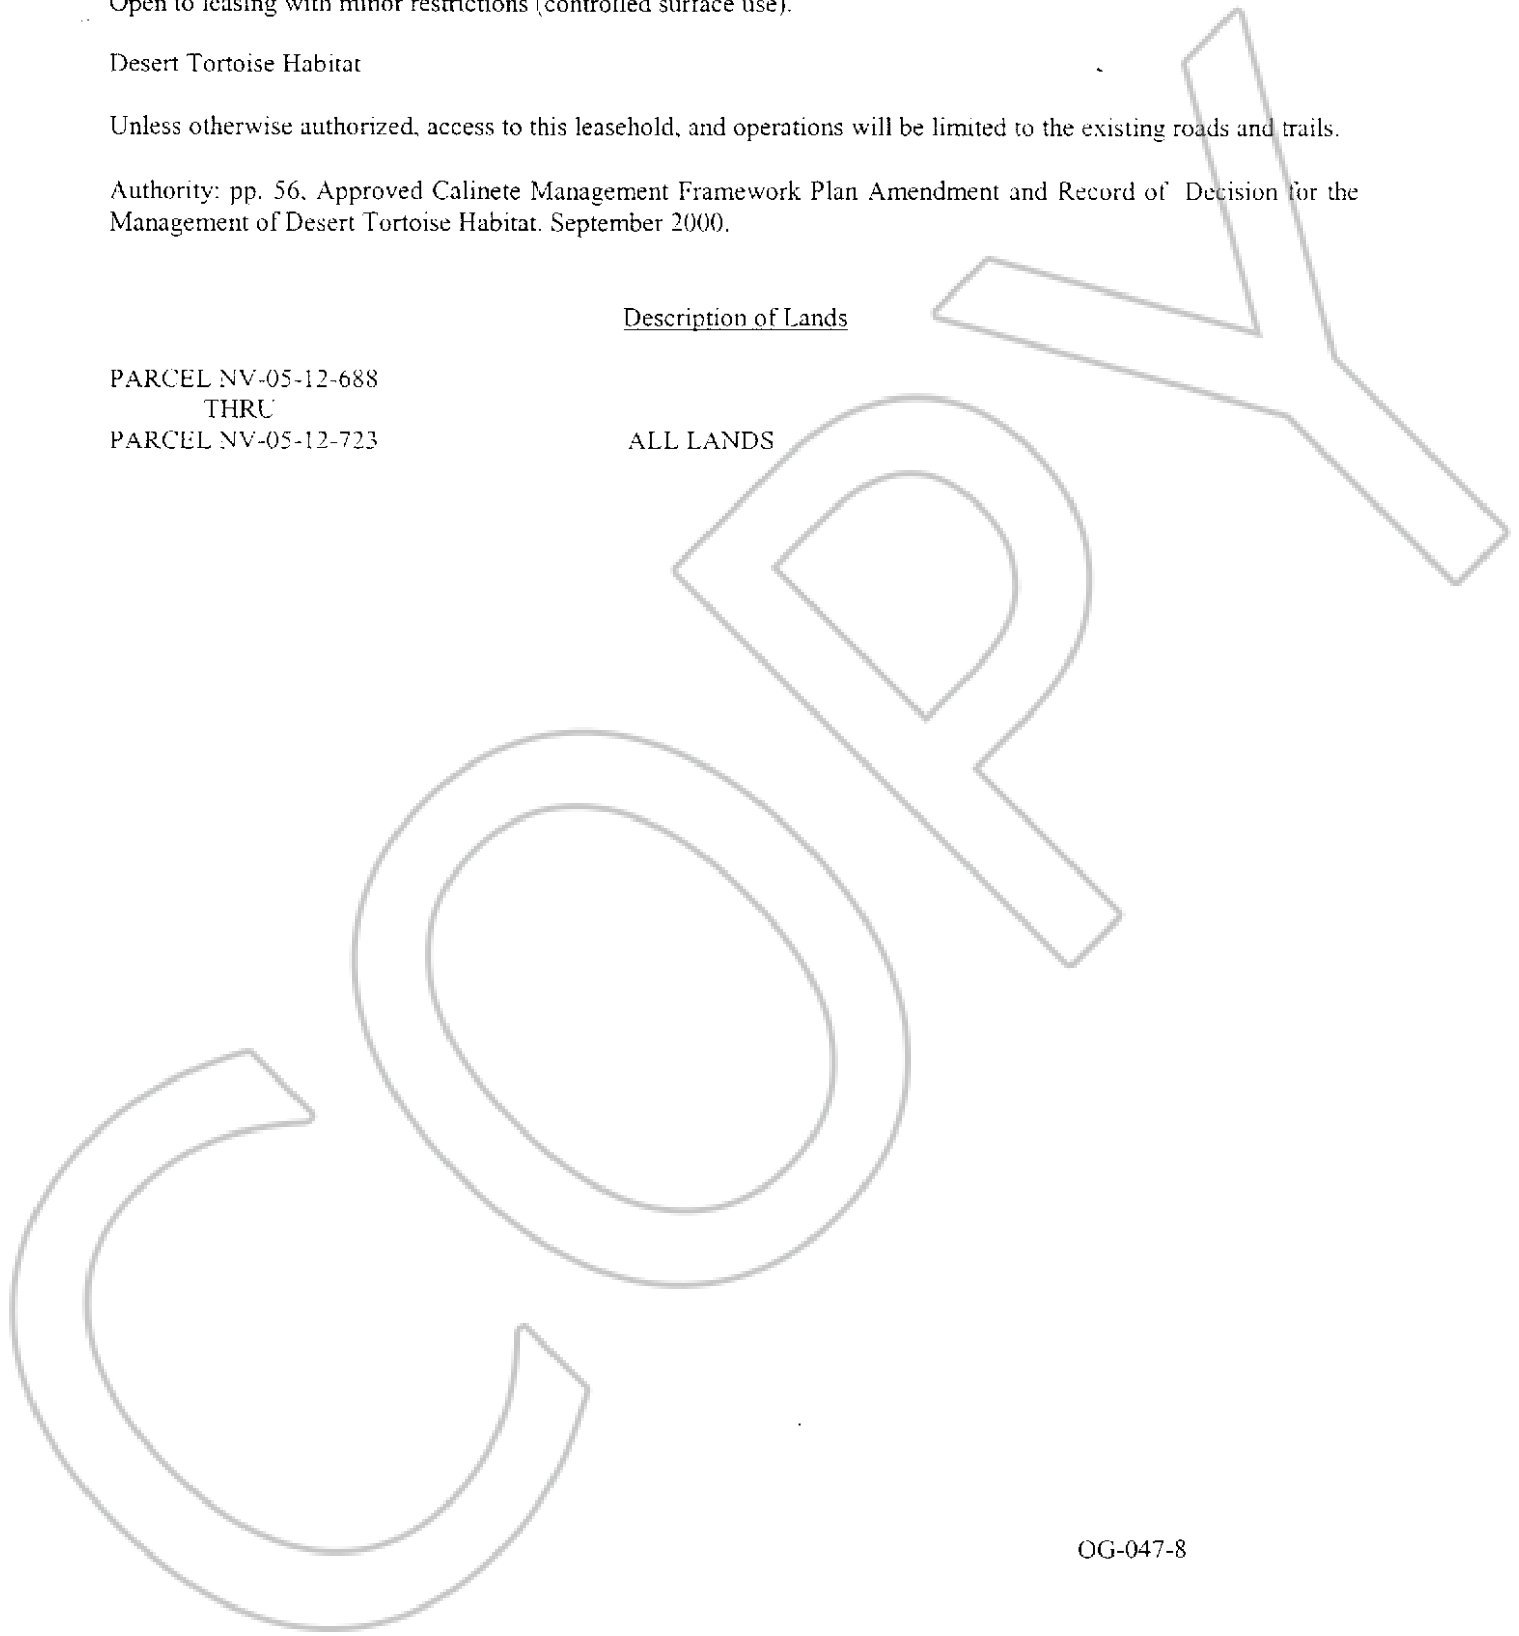 Open to leasing with minor restrictions (controlled surface use).
Desert Tortoise Habitat
Unless otherwise authorized, access to this leasehold, and operations will be limited to the existing roads and trails.
Authority: pp. 56, Approved Calinete Management Framework Plan Amendment and Record of Decision for the
Management of Desert Tortoise Habitat. September 2000.
Description of Lands
PARCEL NV-05-12-688
THRU
PARCEL NV-05-12-723 ALL LANDS
COPY
OG-047-8